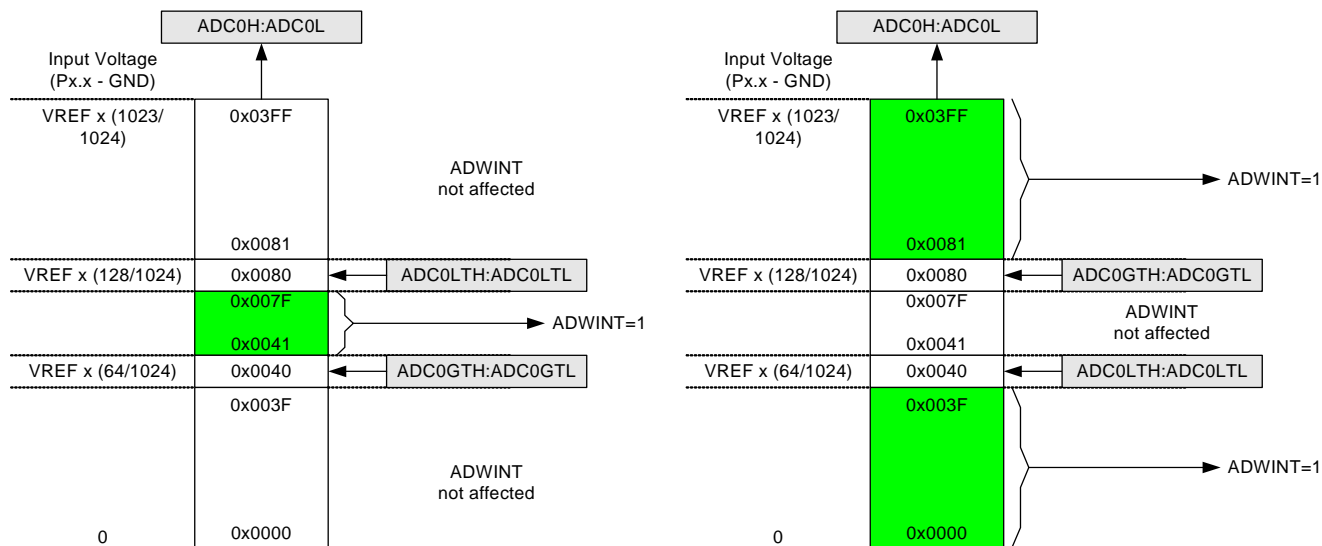 ADC0H:ADC0L
Input Voltage
(Px.x - GND)
VREF x (1023/
1024)
0x03FF
ADWINT
not affected
0x0081
VREF x (128/1024)
0x0080
ADC0LTH:ADC0LTL
0x007F
ADWINT=1
0x0041
VREF x (64/1024)
0x0040
ADC0GTH:ADC0GTL
0x003F
ADWINT
not affected
0
0x0000
ADC0H:ADC0L
Input Voltage
(Px.x - GND)
VREF x (1023/
1024)
0x03FF
ADWINT=1
0x0081
VREF x (128/1024)
0x0080
ADC0GTH:ADC0GTL
0x007F
ADWINT
not affected
0x0041
VREF x (64/1024)
0x0040
ADC0LTH:ADC0LTL
0x003F
ADWINT=1
0
0x0000